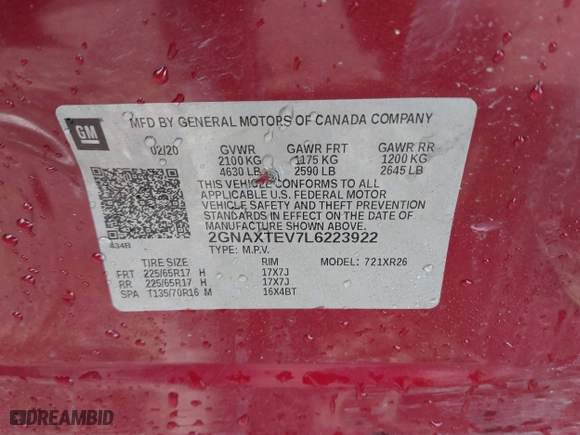 GM
MFD BY GENERAL MOTORS OF CANADA COMPANY
02/20 GVWR GAWR FRT GAWR RR
2100 KG 1175 KG 1200 KG
4630 LB 2590 LB 2645 LB
THIS VEHICLE CONFORMS TO ALL
APPLICABLE U.S. FEDERAL MOTOR
VEHICLE SAFETY AND THEFT PREVENTION
STANDARDS IN EFFECT ON THE DATE OF
MANUFACTURE SHOWN ABOVE.
434B 2GNAXTEV7L6223922
TYPE: M.P.V.
TIRE SIZE RIM MODEL: 721XR26
FRT 225/65R17 H 17X7J
RR 225/65R17 H 17X7J
SPA T135/70R16 M 16X4BT
DREAMBID